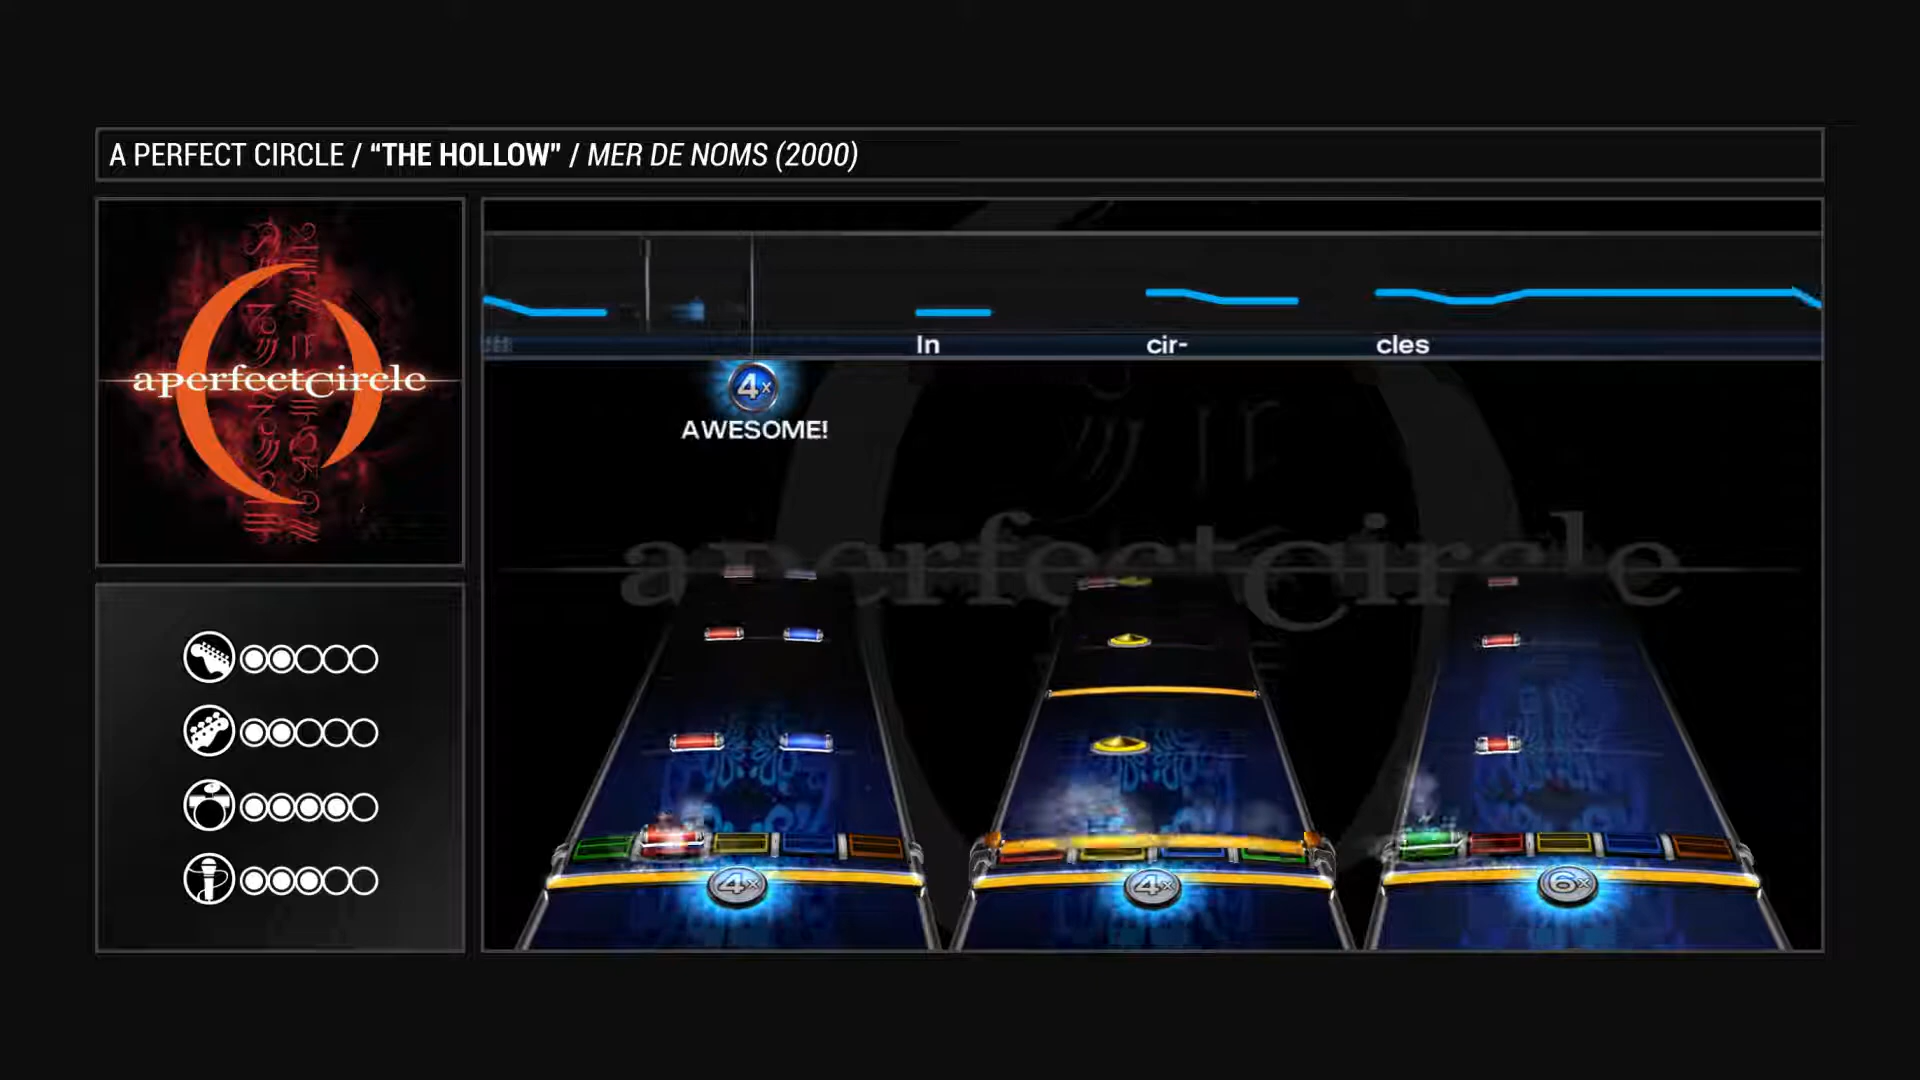 A PERFECT CIRCLE / “THE HOLLOW” / MER DE NOMS (2000)
aperfectcircle
In cir- cles
4x
AWESOME!
aperfectcircle
4x 4x 6x